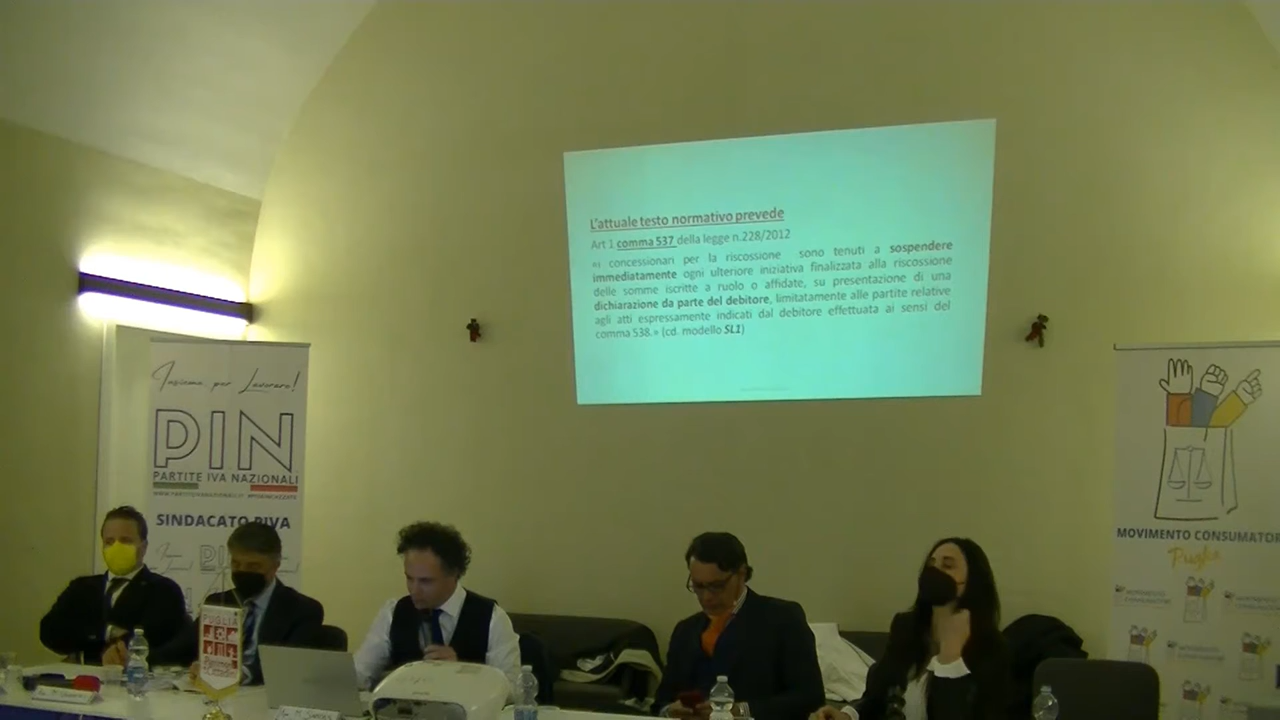 L'attuale testo normativo prevede
Art 1 comma 537 della legge n.228/2012
«I concessionari per la riscossione sono tenuti a sospendere
immediatamente ogni ulteriore iniziativa finalizzata alla riscossione
delle somme iscritte a ruolo o affidate, su presentazione di una
dichiarazione da parte del debitore, limitatamente alle partite relative
agli atti espressamente indicati dal debitore effettuata ai sensi del
comma 538.» (cd. modello SL1)
Insieme per Lavorare!
PIN
PARTITE IVA NAZIONALI
SINDACATO P.IVA
PUGLIA
MOVIMENTO CONSUMATOR
Puglia